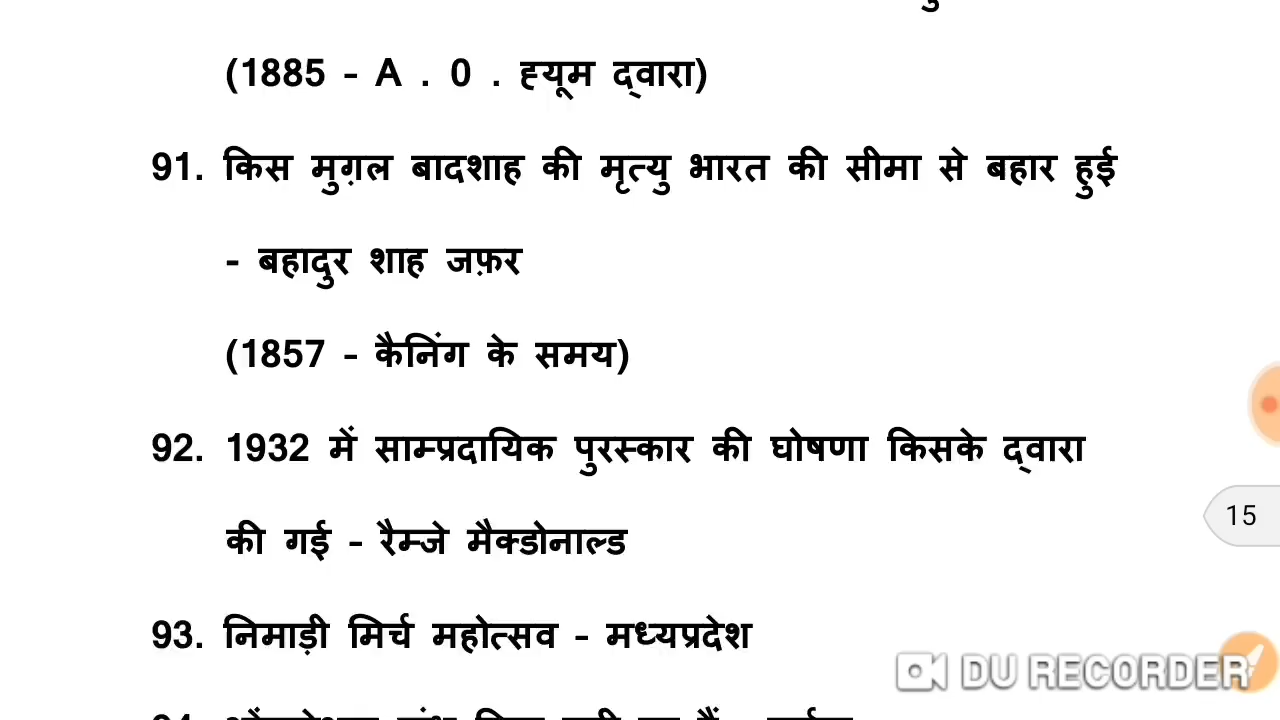 (1885 - A . 0 . ह्यूम द्वारा)
91. किस मुग़ल बादशाह की मृत्यु भारत की सीमा से बहार हुई
- बहादुर शाह जफ़र
(1857 - कैनिंग के समय)
92. 1932 में साम्प्रदायिक पुरस्कार की घोषणा किसके द्वारा
की गई - रैम्जे मैक्डोनाल्ड
15
93. निमाड़ी मिर्च महोत्सव - मध्यप्रदेश
DU RECORDER